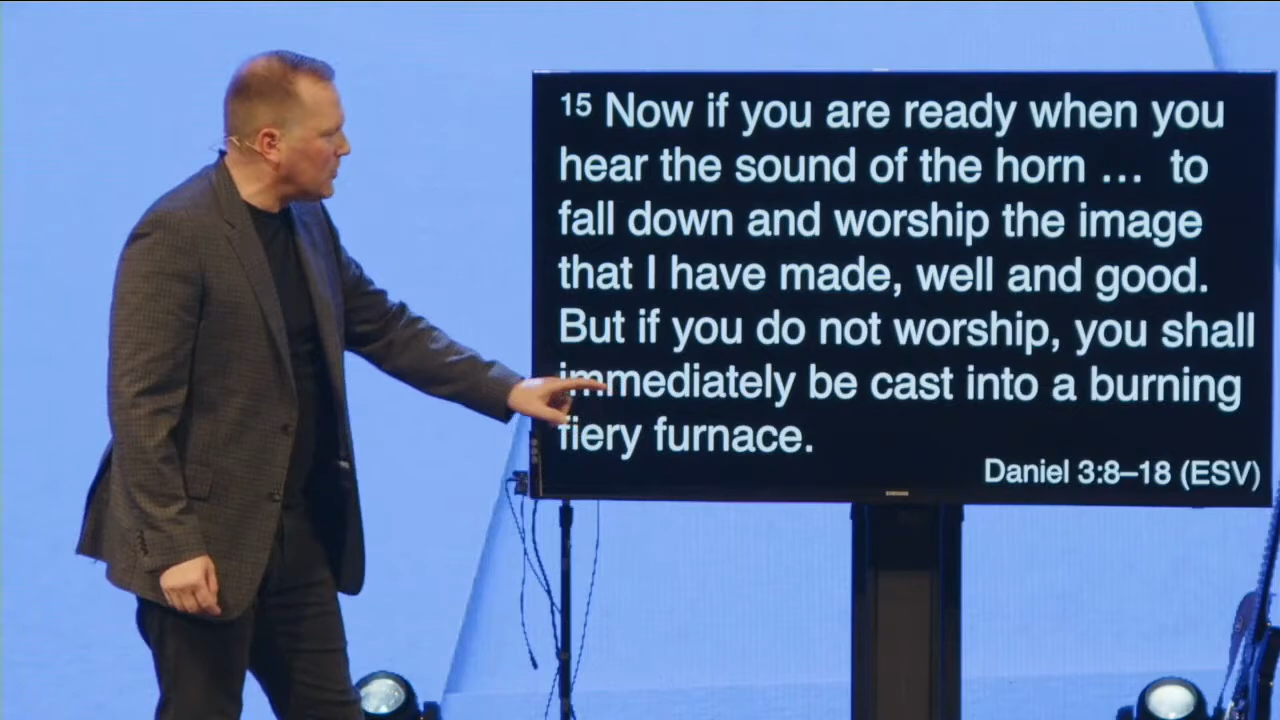 15 Now if you are ready when you
hear the sound of the horn … to
fall down and worship the image
that I have made, well and good.
But if you do not worship, you shall
immediately be cast into a burning
fiery furnace.
Daniel 3:8–18 (ESV)